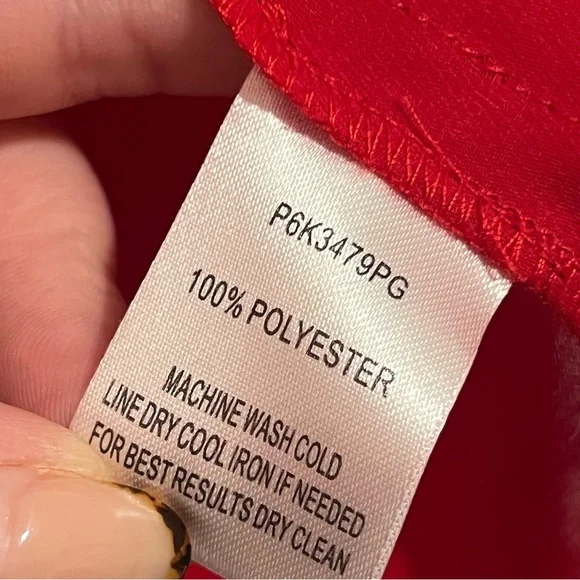 P6K3479PG
100% POLYESTER
MACHINE WASH COLD
LINE DRY COOL IRON IF NEEDED
FOR BEST RESULTS DRY CLEAN